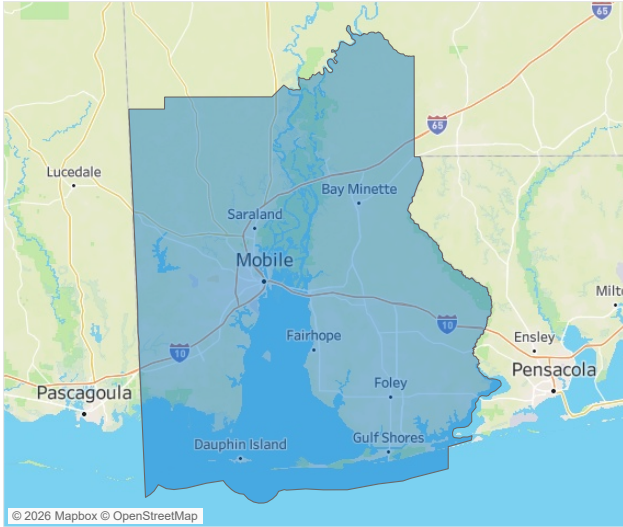 65
65
Lucedale
Bay Minette
Saraland
Mobile
10
10
Fairhope
Ensley
Pensacola
Foley
Pascagoula
Gulf Shores
Dauphin Island
© 2026 Mapbox © OpenStreetMap